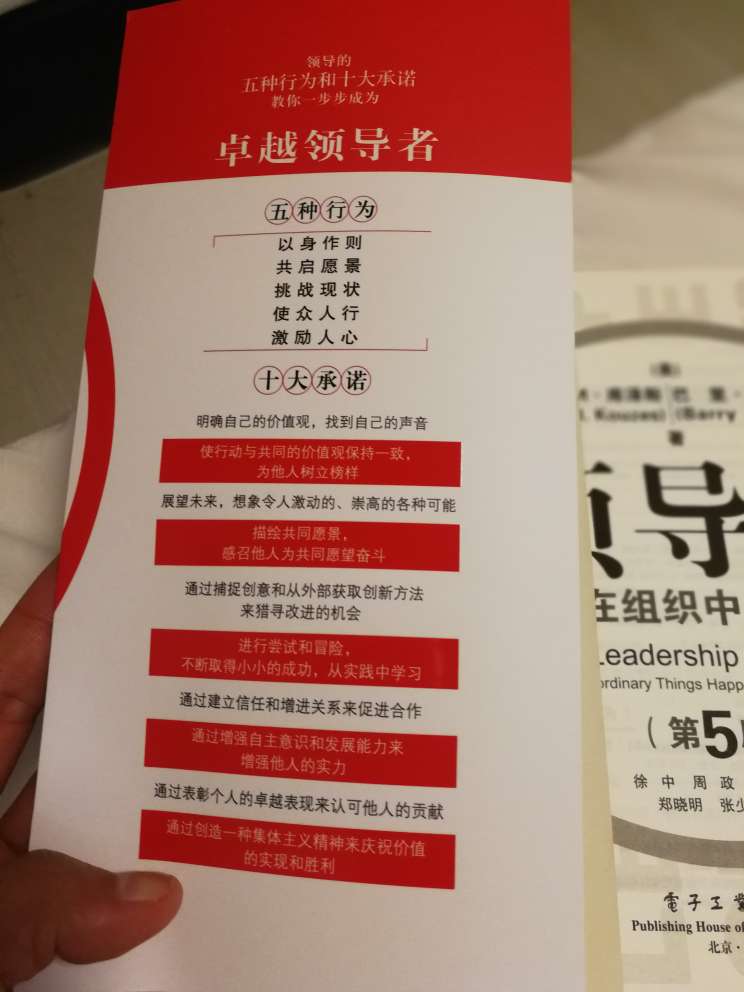 领导的
五种行为和十大承诺
教你一步步成为
卓越领导者
五种行为
以身作则
共启愿景
挑战现状
使众人行
激励人心
十大承诺
明确自己的价值观，找到自己的声音
使行动与共同的价值观保持一致，
为他人树立榜样
展望未来，想象令人激动的、崇高的各种可能
描绘共同愿景，
感召他人为共同愿望奋斗
通过捕捉创意和从外部获取创新方法
来猎寻改进的机会
进行尝试和冒险，
不断取得小小的成功，从实践中学习
通过建立信任和增进关系来促进合作
通过增强自主意识和发展能力来
增强他人的实力
通过表彰个人的卓越表现来认可他人的贡献
通过创造一种集体主义精神来庆祝价值
的实现和胜利
Kouzes) (Barry
著
导
在组织中
Leadership
Things Happ
（第5
徐中 周政
郑晓明 张少
電子工業
Publishing House of
北京·